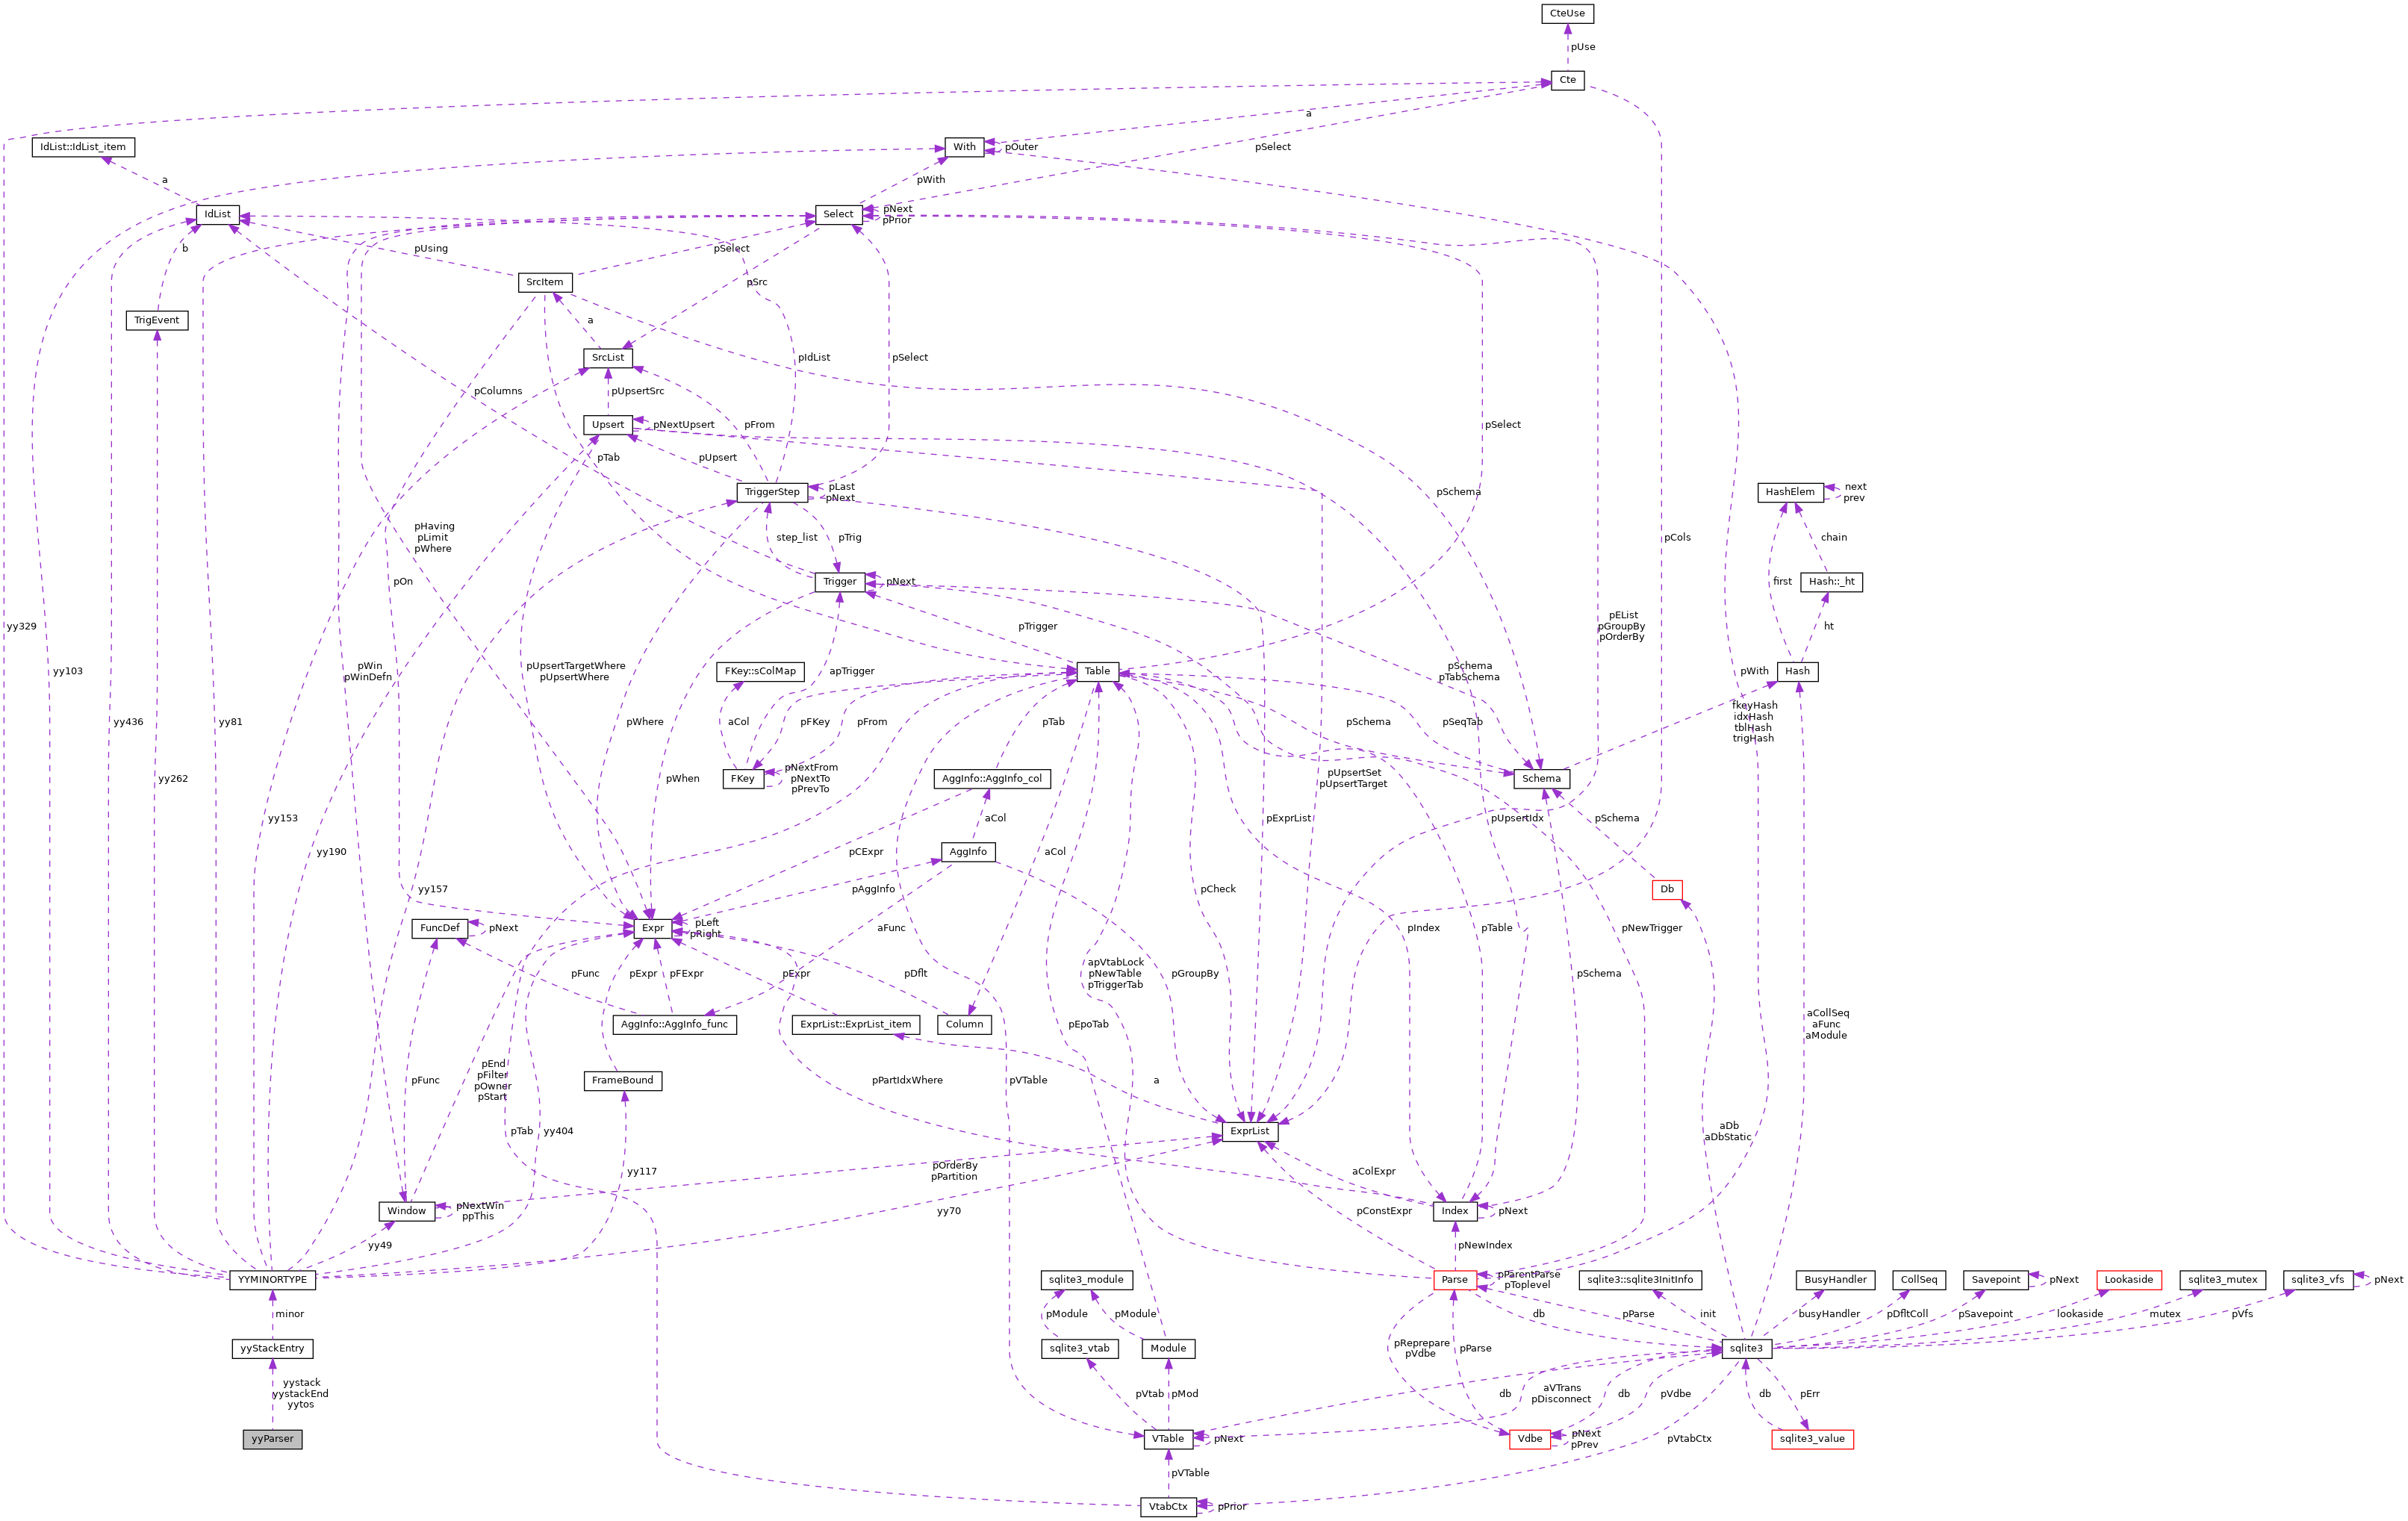 CteUse
pUse
Cte
a
IdList::IdList_item
With
pOuter
pSelect
a
pWith
IdList
Select
pNext
pPrior
b
pUsing
pSelect
SrcItem
pSrc
TrigEvent
a
SrcList
pIdList
pSelect
pColumns
pUpsertSrc
Upsert
pNextUpsert
pFrom
pSelect
pTab
pUpsert
TriggerStep
pLast
pNext
pSchema
HashElem
next
prev
pHaving
pLimit
pWhere
step_list
pTrig
pCols
chain
pOn
Trigger
pNext
first
Hash::_ht
yy329
pTrigger
pEList
pGroupBy
pOrderBy
ht
yy103
pWin
pWinDefn
pUpsertTargetWhere
pUpsertWhere
FKey::sColMap
apTrigger
Table
pSchema
pTabSchema
pWith
Hash
yy436
yy81
pWhere
aCol
pFKey
pFrom
pTab
pSchema
pSeqTab
fkeyHash
idxHash
tblHash
trigHash
yy262
pWhen
FKey
pNextFrom
pNextTo
pPrevTo
AggInfo::AggInfo_col
pUpsertSet
pUpsertTarget
Schema
yy153
aCol
pExprList
pUpsertIdx
pSchema
yy190
pCExpr
AggInfo
aCol
yy157
pAggInfo
pCheck
Db
FuncDef
pNext
Expr
pLeft
pRight
aFunc
pIndex
pTable
pNewTrigger
pFunc
pExpr
pFExpr
pExpr
pDflt
apVtabLock
pNewTable
pTriggerTab
pGroupBy
pSchema
AggInfo::AggInfo_func
ExprList::ExprList_item
Column
pEpoTab
aCollSeq
aFunc
aModule
pEnd
pFilter
pOwner
pStart
pFunc
FrameBound
pPartIdxWhere
pVTable
a
pTab
yy404
ExprList
aDb
aDbStatic
yy117
pOrderBy
pPartition
aColExpr
Window
pNextWin
ppThis
yy70
pConstExpr
Index
pNext
yy49
pNewIndex
YYMINORTYPE
sqlite3_module
Parse
pParentParse
pToplevel
sqlite3::sqlite3InitInfo
BusyHandler
CollSeq
Savepoint
pNext
Lookaside
sqlite3_mutex
sqlite3_vfs
pNext
minor
pModule
pModule
db
pParse
init
busyHandler
pDfltColl
pSavepoint
lookaside
mutex
pVfs
yyStackEntry
sqlite3_vtab
Module
pReprepare
pVdbe
pParse
sqlite3
yystack
yystackEnd
yytos
pVtab
pMod
db
aVTrans
pDisconnect
db
pVdbe
db
pErr
yyParser
VTable
pNext
Vdbe
pNext
pPrev
pVtabCtx
sqlite3_value
pVTable
VtabCtx
pPrior